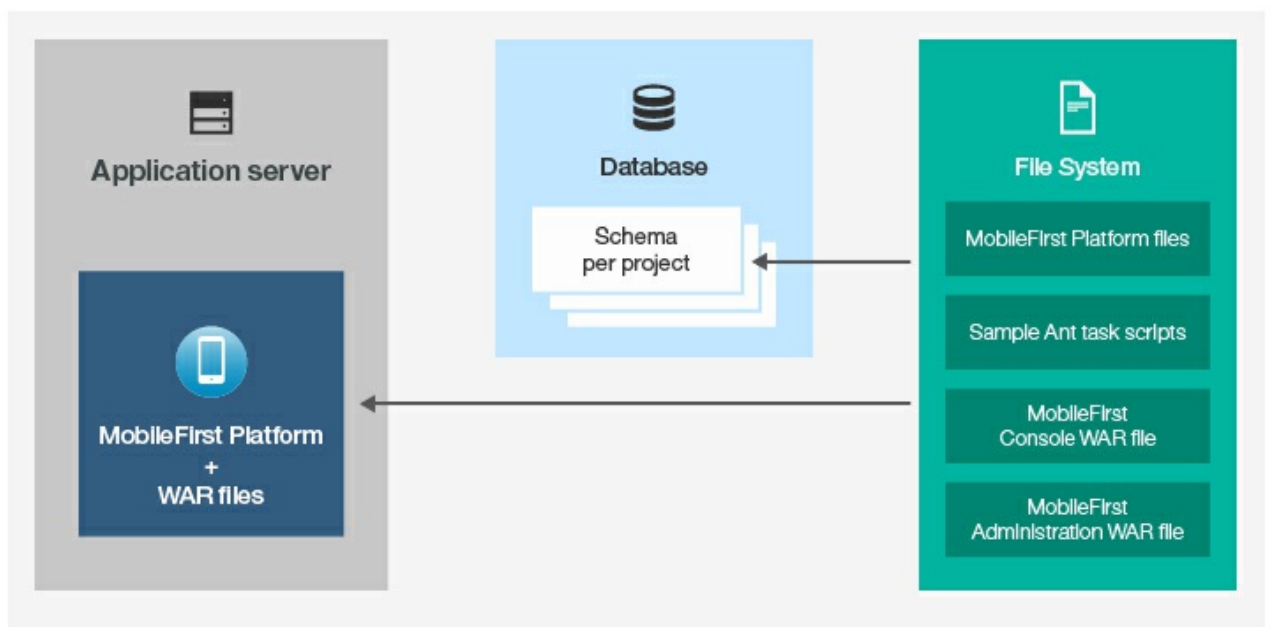 Application server
MobileFirst Platform
+
WAR files
Database
Schema
per project
File System
MobileFirst Platform files
Sample Ant task scripts
MobileFirst
Console WAR file
MobileFirst
Administration WAR file